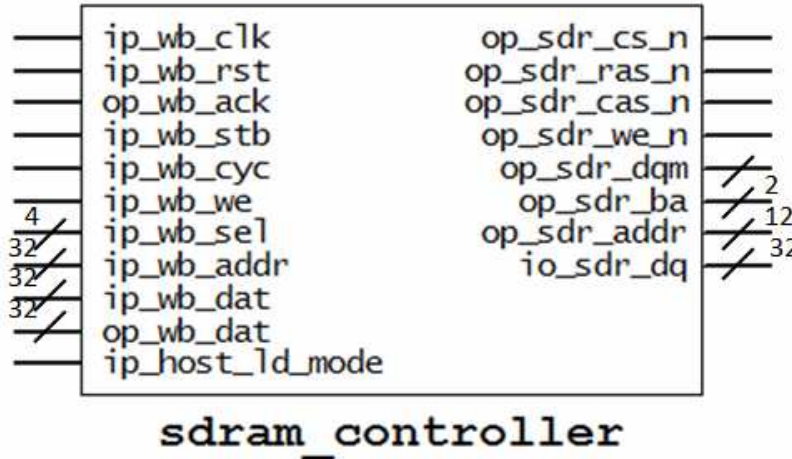 ip_wb_clk op_sdr_cs_n
ip_wb_rst op_sdr_ras_n
op_wb_ack op_sdr_cas_n
ip_wb_stb op_sdr_we_n
ip_wb_cyc op_sdr_dqm
ip_wb_we op_sdr_ba 2
4 ip_wb_sel op_sdr_addr 12
32 ip_wb_addr io_sdr_dq 32
32 ip_wb_dat
32 op_wb_dat
ip_host_ld_mode
sdram_controller